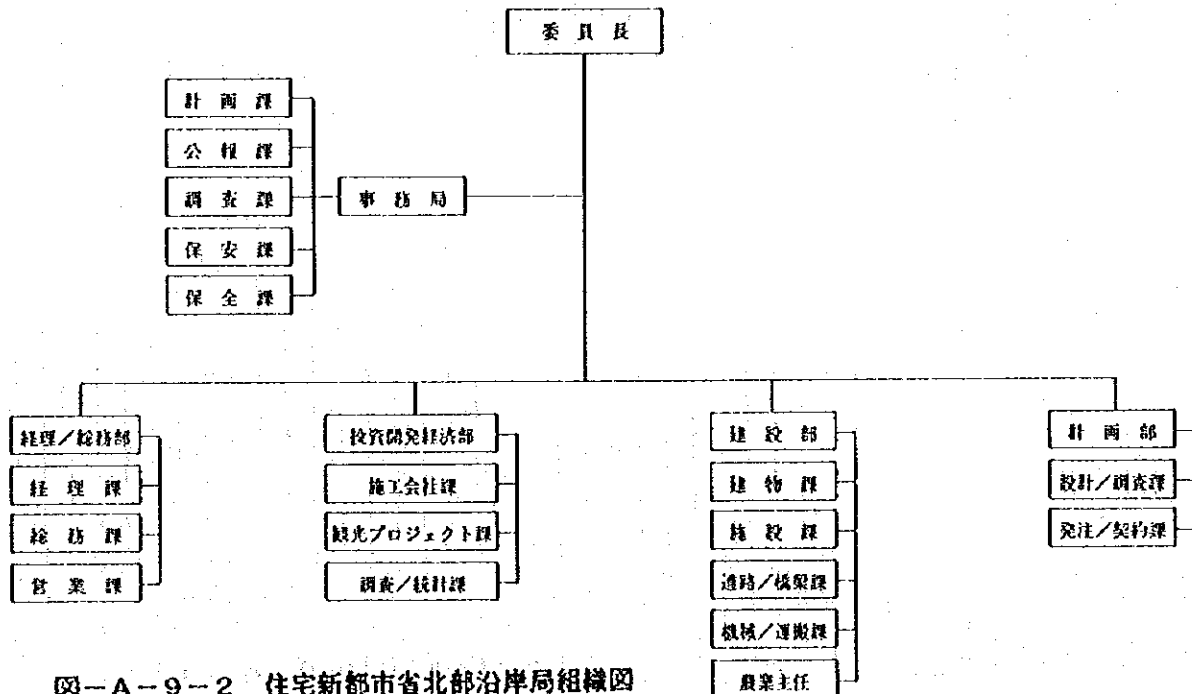 委員長
計画課
公報課
調査課
保安課
保全課
事務局
経理／総務部
経理課
総務課
営業課
投資開発経済部
施工会社課
観光プロジェクト課
調査／統計課
建設部
建物課
施設課
道路／橋架課
機械／運搬課
農業主任
計画部
設計／調査課
発注／契約課
図－A－9－2 住宅新都市省北部沿岸局組織図